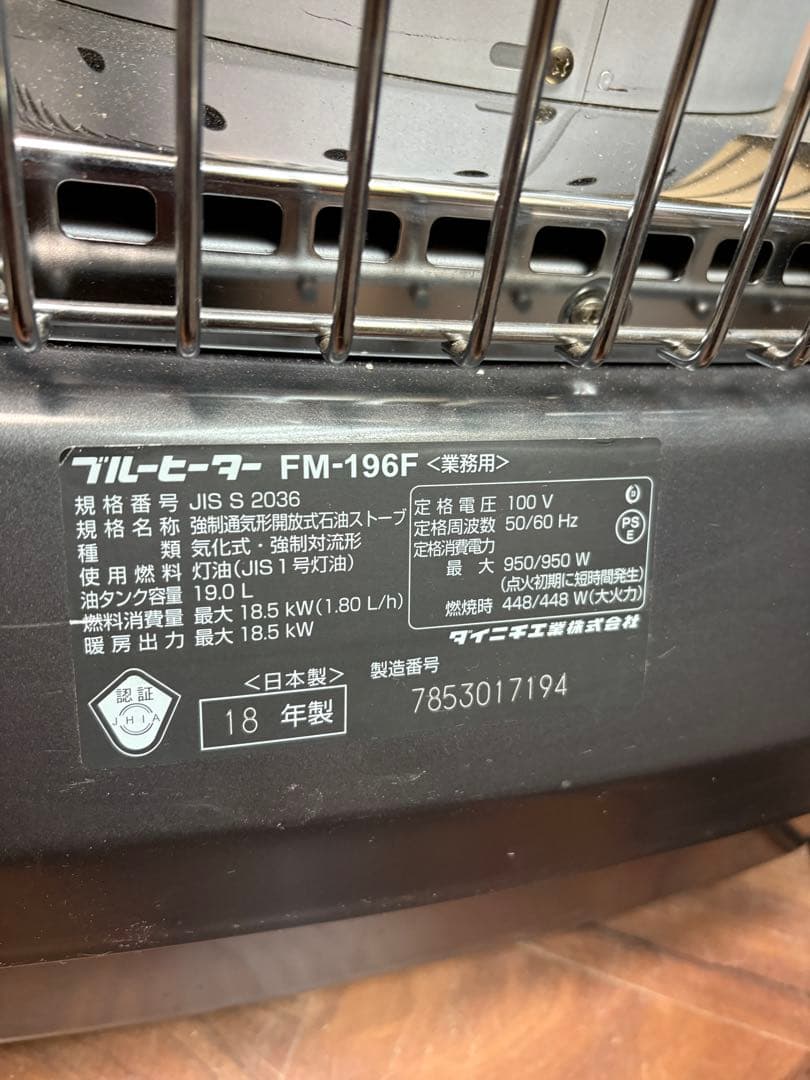 ブルーヒーター FM-196F <業務用>
規格番号 JIS S 2036
規格名称 強制通気形開放式石油ストーブ
種類 気化式・強制対流形
使用燃料 灯油(JIS1号灯油)
油タンク容量 19.0 L
燃料消費量 最大 18.5 kW(1.80 L/h)
暖房出力 最大 18.5 kW
定格電圧 100 V
定格周波数 50/60 Hz
定格消費電力
最大 950/950 W
(点火初期に短時間発生)
燃焼時 448/448 W(大火力)
PS
E
ダイニチ工業株式会社
認証
JHIA
<日本製>
18 年製
製造番号
7853017194